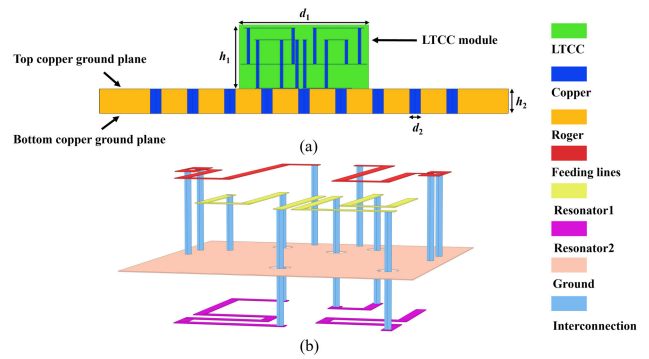 d1
LTCC module
h1
Top copper ground plane
h2
Bottom copper ground plane
d2
(a)
(b)
LTCC
Copper
Roger
Feeding lines
Resonator1
Resonator2
Ground
Interconnection